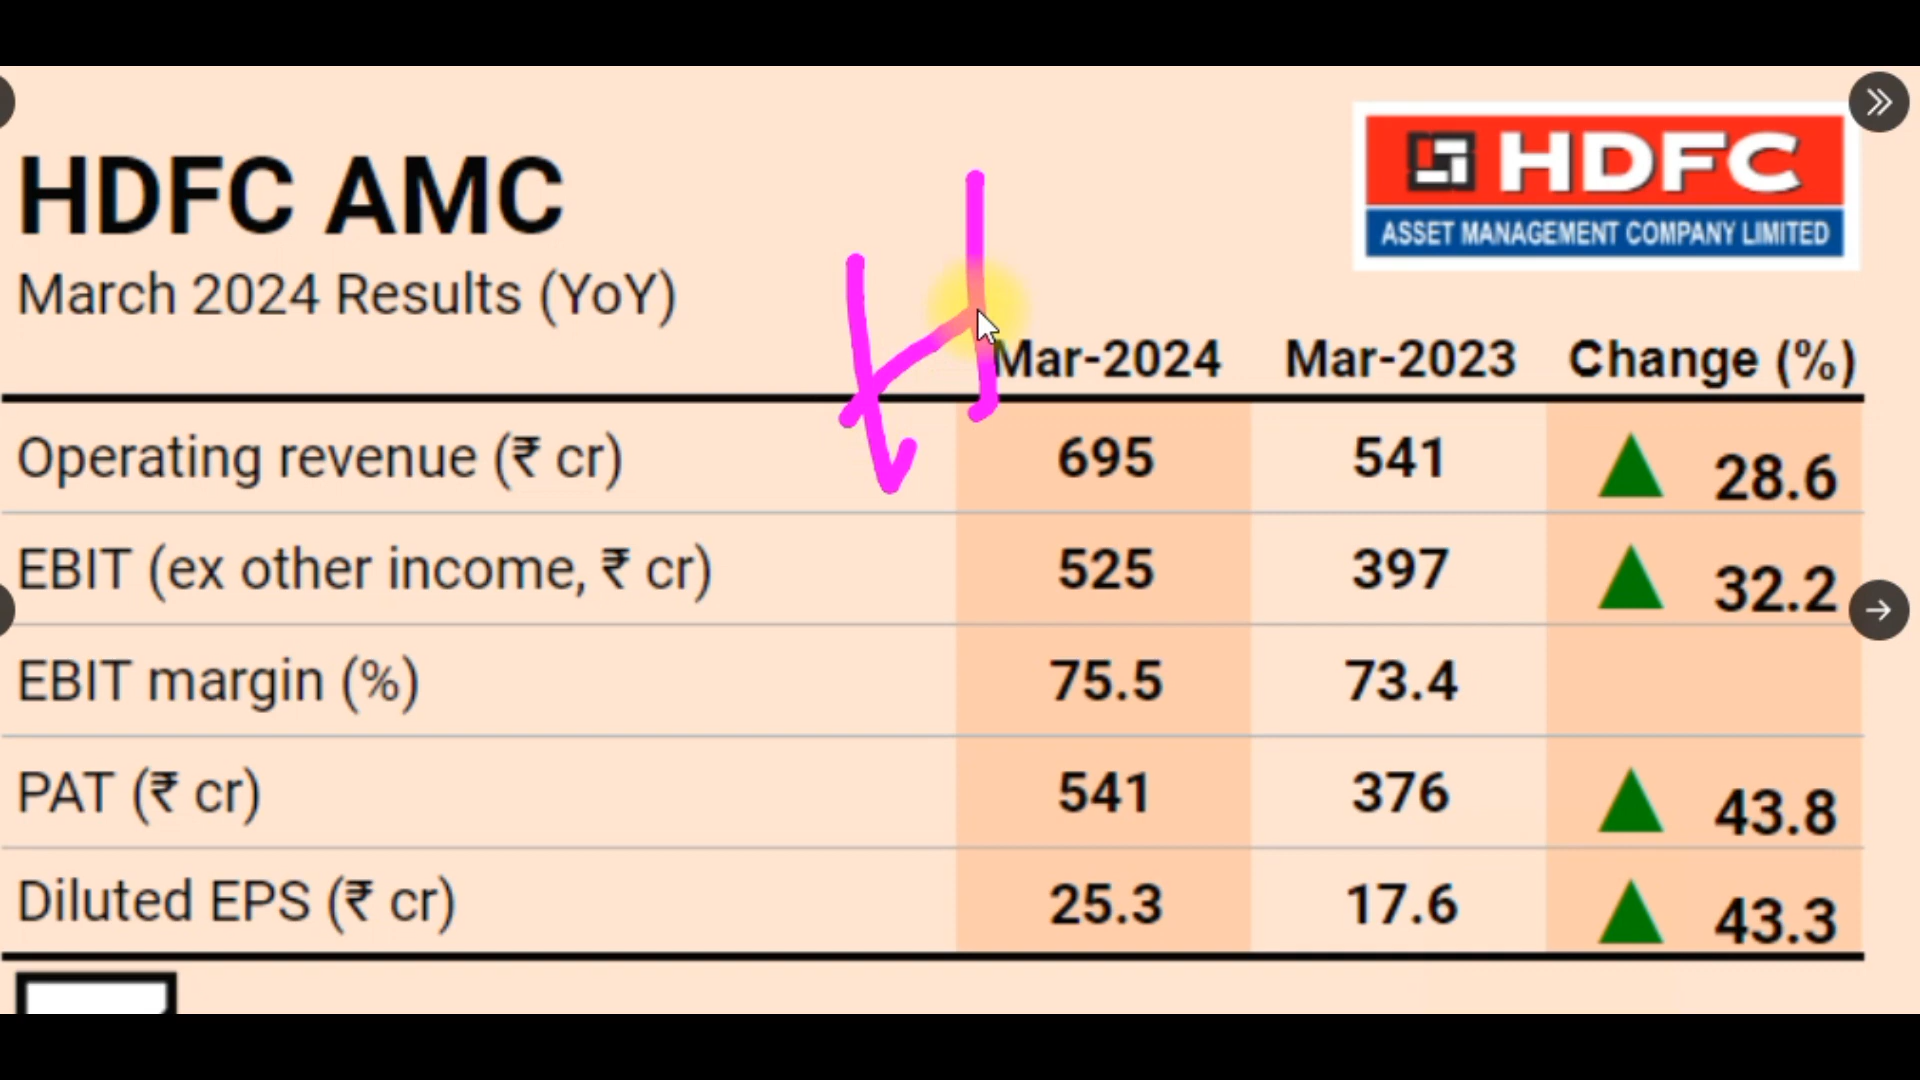 HDFC
ASSET MANAGEMENT COMPANY LIMITED
HDFC AMC
March 2024 Results (YoY)
Mar-2024 Mar-2023 Change (%)
Operating revenue (₹ cr) 695 541 ▲ 28.6
EBIT (ex other income, ₹ cr) 525 397 ▲ 32.2
EBIT margin (%) 75.5 73.4
PAT (₹ cr) 541 376 ▲ 43.8
Diluted EPS (₹ cr) 25.3 17.6 ▲ 43.3